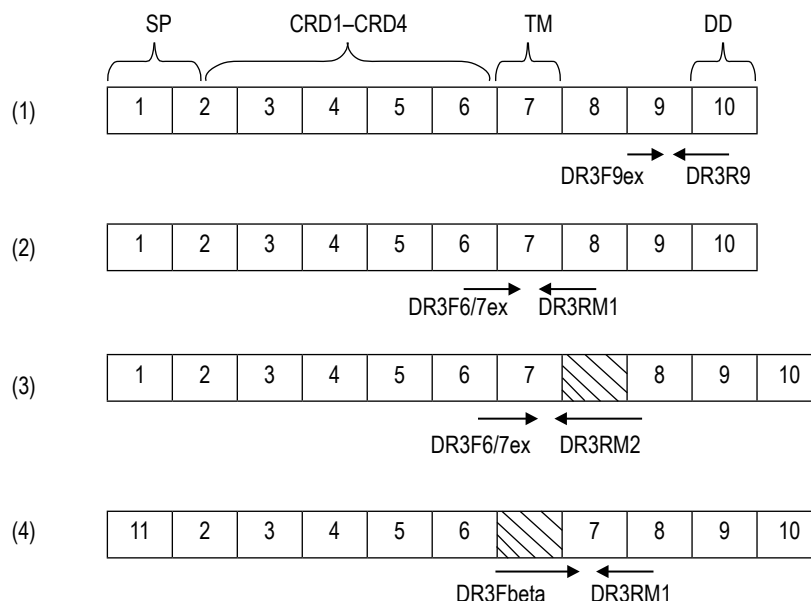 SP CRD1–CRD4 TM DD
(1) 1 2 3 4 5 6 7 8 9 10
DR3F9ex DR3R9
(2) 1 2 3 4 5 6 7 8 9 10
DR3F6/7ex DR3RM1
(3) 1 2 3 4 5 6 7 8 9 10
DR3F6/7ex DR3RM2
(4) 11 2 3 4 5 6 7 8 9 10
DR3Fbeta DR3RM1